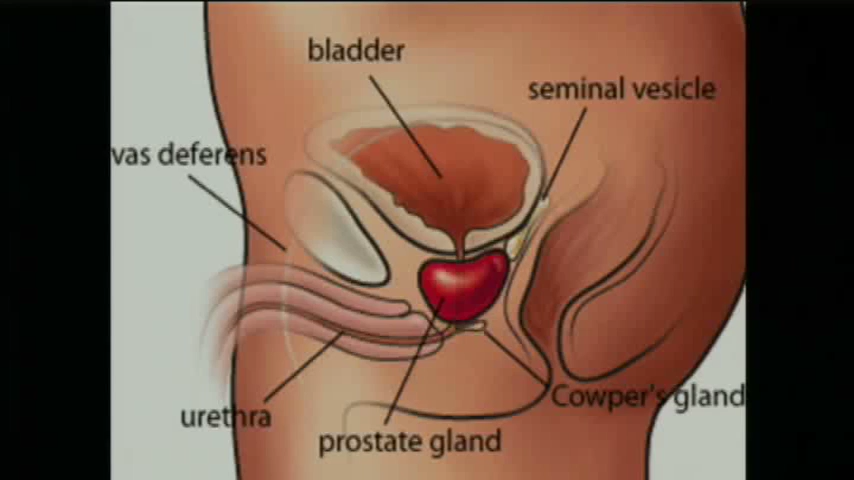 bladder
seminal vesicle
vas deferens
Cowper's gland
urethra
prostate gland